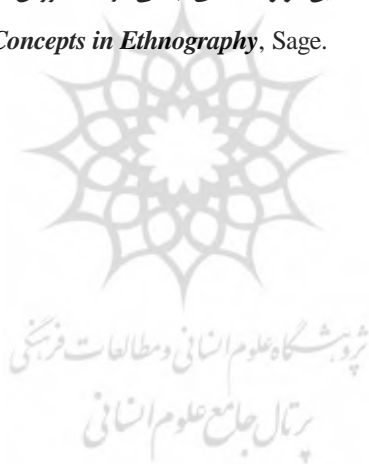 Concepts in Ethnography, Sage.
پژوهشگاه علوم انسانی و مطالعات فرهنگی
پرتال جامع علوم انسانی